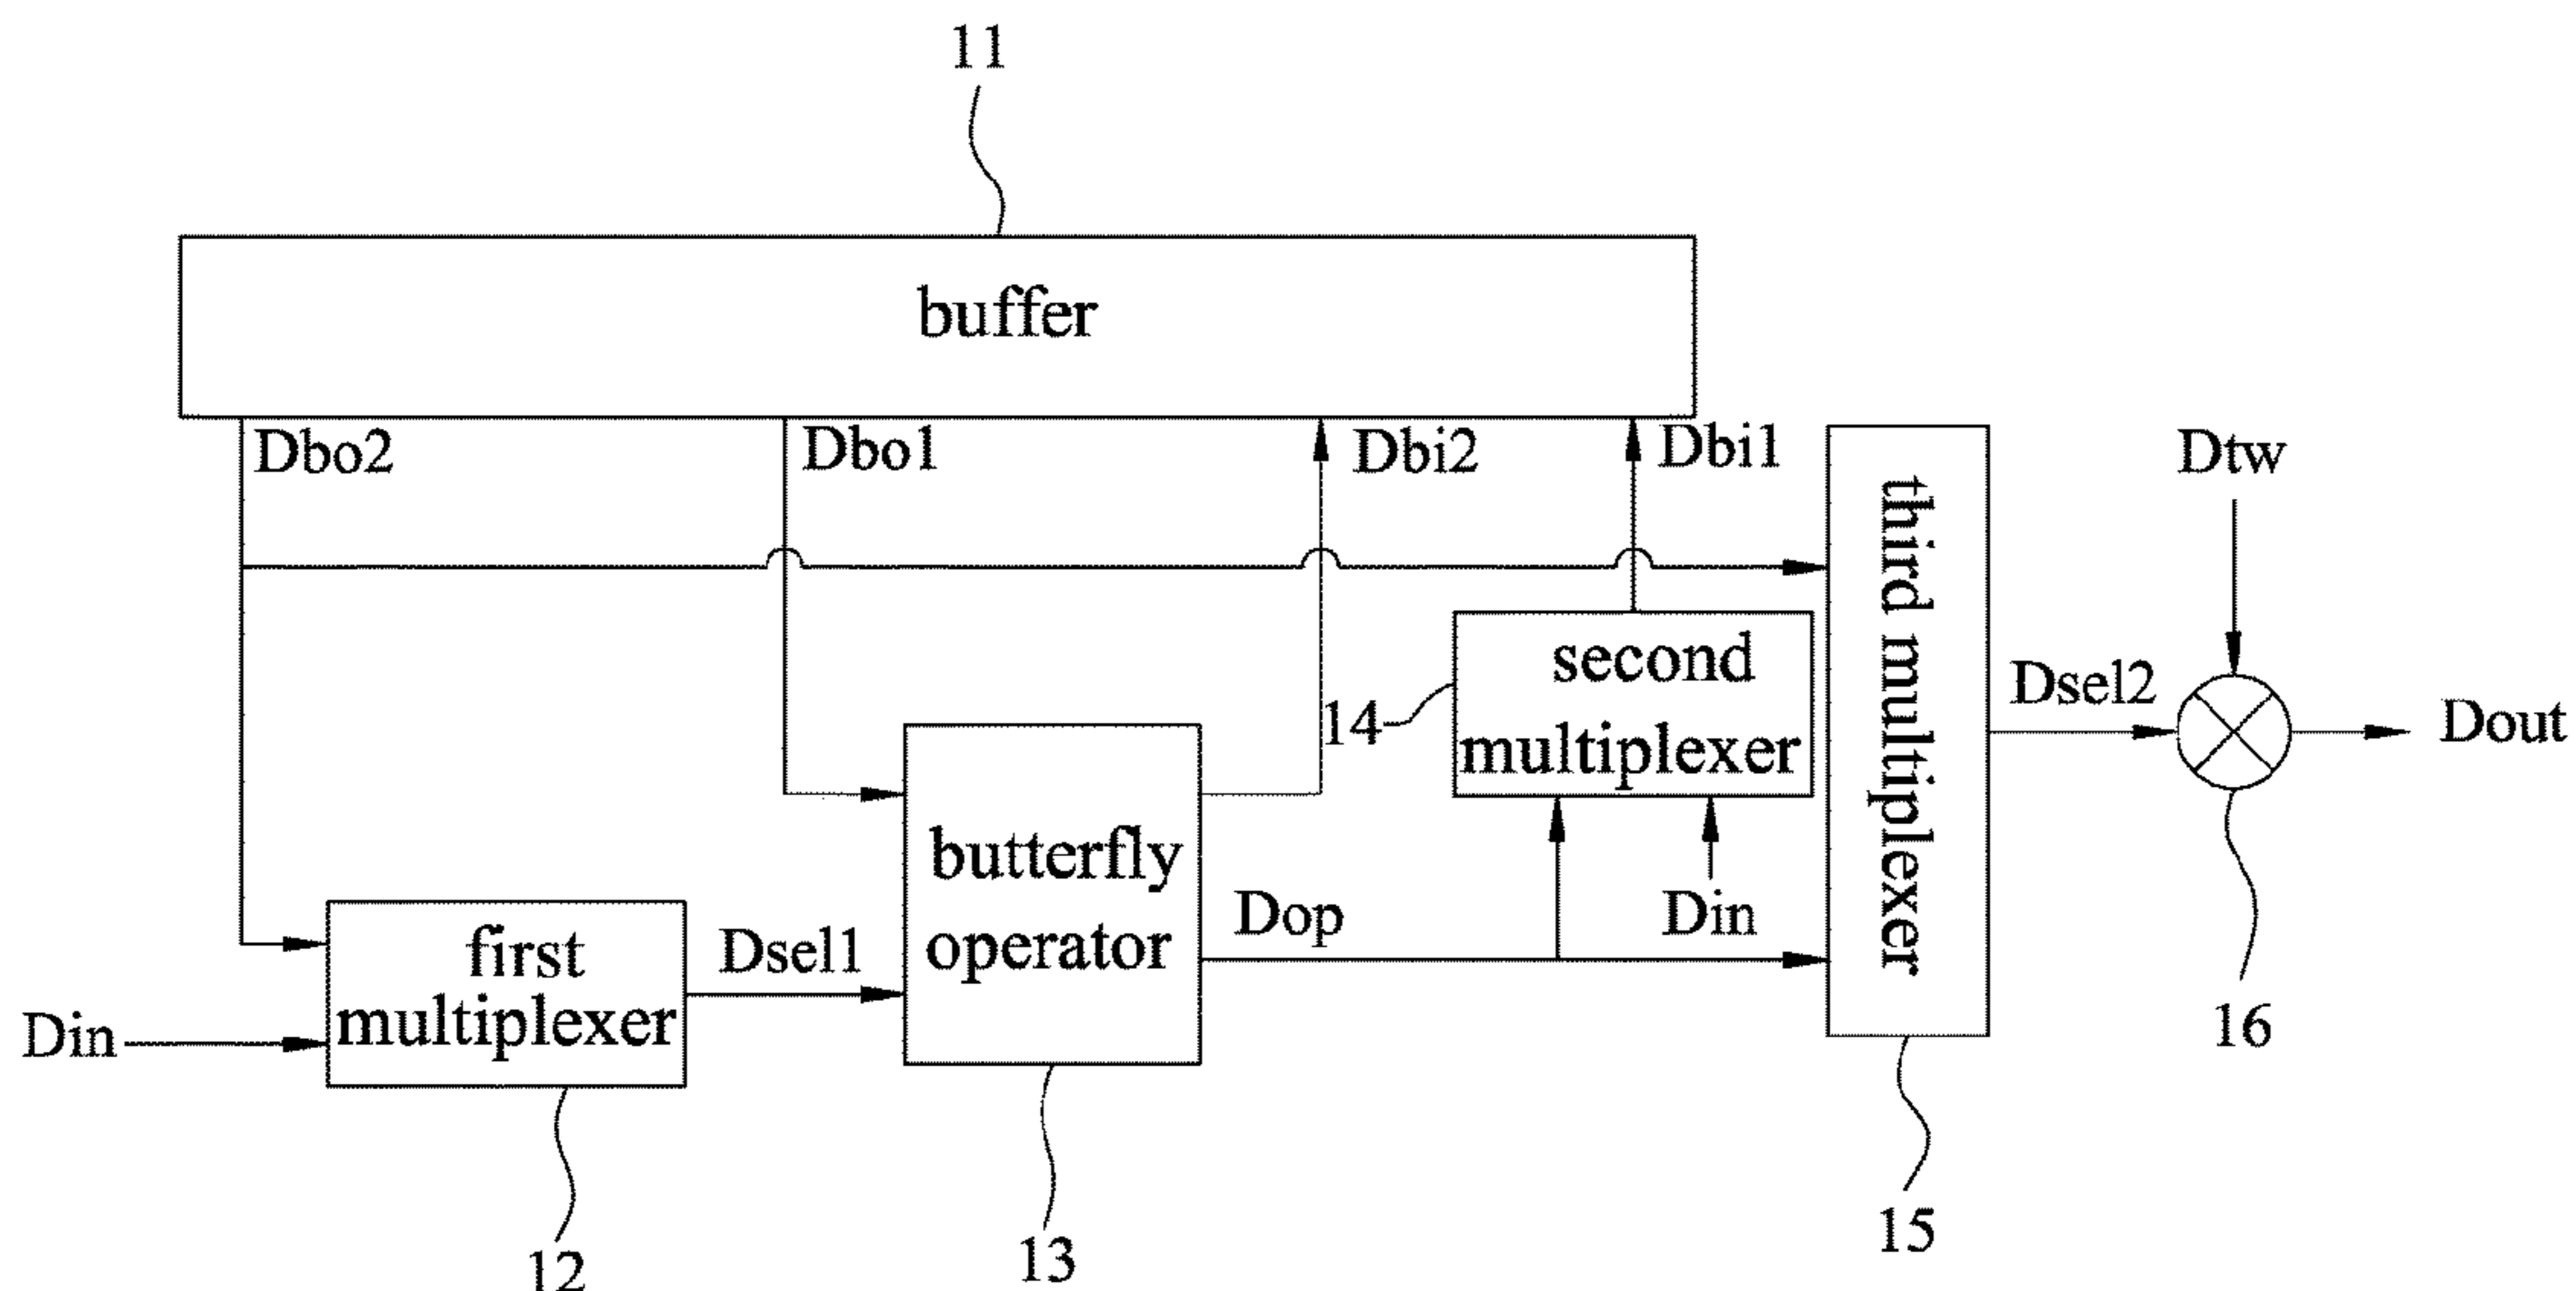 11
buffer
Dbo2
Dbo1
Dbi2
Dbi1
Dtw
third multiplexer
second
multiplexer
14
Dsel2
Dout
butterfly
operator
Dop
Din
first
multiplexer
Dsel1
Din
16
15
13
12